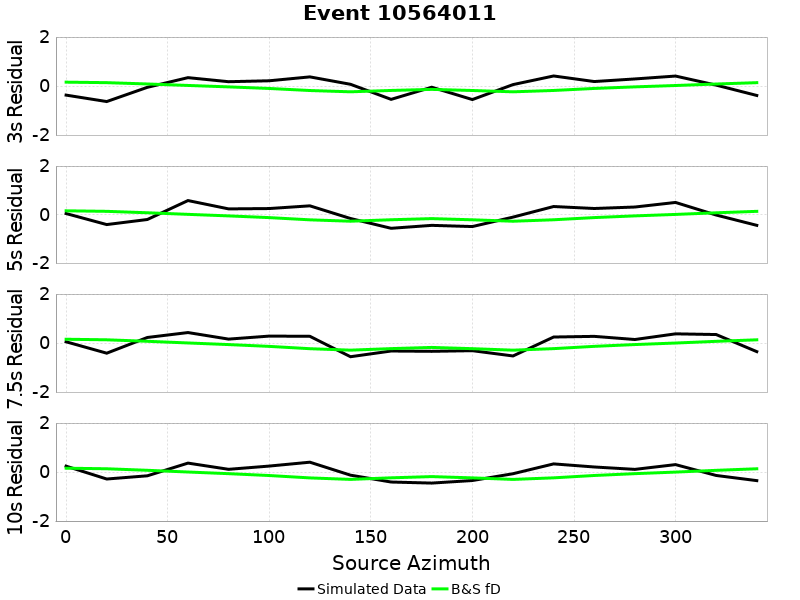 Event 10564011
3s Residual
2
0
-2
5s Residual
2
0
-2
7.5s Residual
2
0
-2
10s Residual
2
0
-2
0 50 100 150 200 250 300
Source Azimuth
Simulated Data B&S fD